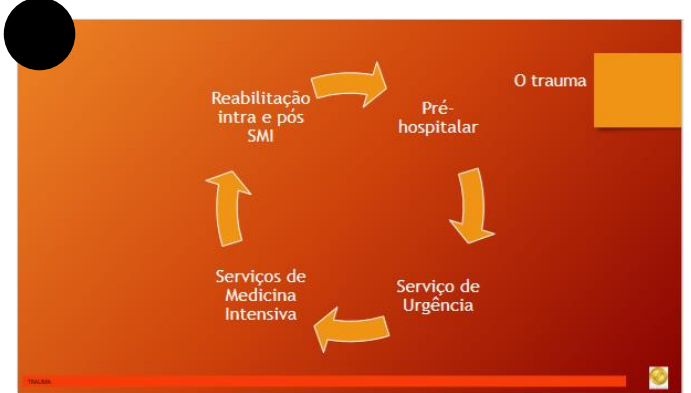 O trauma
Reabilitação
intra e pós
SMI
Pré-
hospitalar
Serviços de
Medicina
Intensiva
Serviço de
Urgência
TRAUMA